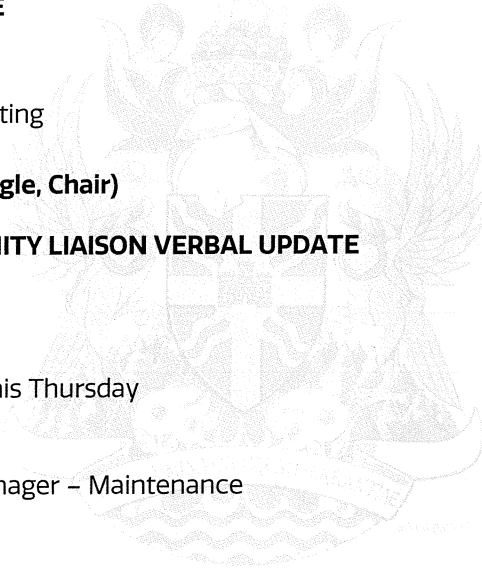 E
ting
gle, Chair)
ITY LIAISON VERBAL UPDATE
is Thursday
nager – Maintenance